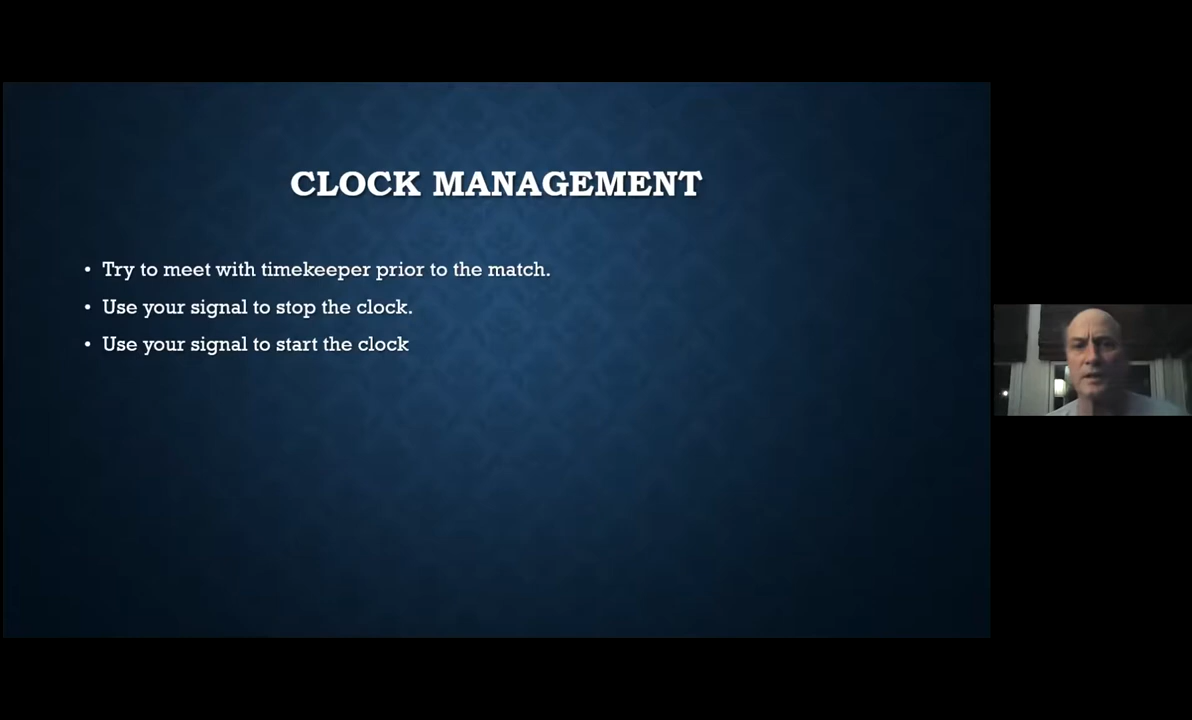 CLOCK MANAGEMENT
• Try to meet with timekeeper prior to the match.
• Use your signal to stop the clock.
• Use your signal to start the clock